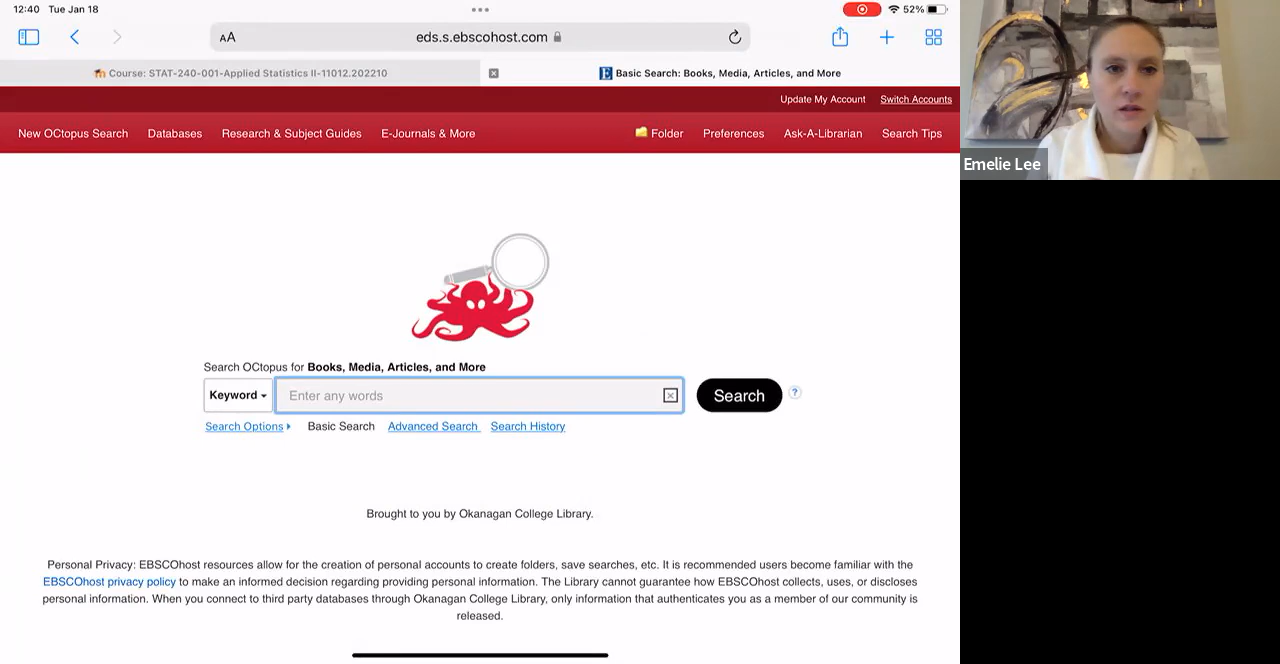 12:40 Tue Jan 18
52%
AA
eds.s.ebscohost.com
Course: STAT-240-001-Applied Statistics II-11012.202210
E Basic Search: Books, Media, Articles, and More
Update My Account Switch Accounts
New OCtopus Search Databases Research & Subject Guides E-Journals & More Folder Preferences Ask-A-Librarian Search Tips
Emelie Lee
Search OCtopus for Books, Media, Articles, and More
Keyword Enter any words Search ?
Search Options Basic Search Advanced Search Search History
Brought to you by Okanagan College Library.
Personal Privacy: EBSCOhost resources allow for the creation of personal accounts to create folders, save searches, etc. It is recommended users become familiar with the
EBSCOhost privacy policy to make an informed decision regarding providing personal information. The Library cannot guarantee how EBSCOhost collects, uses, or discloses
personal information. When you connect to third party databases through Okanagan College Library, only information that authenticates you as a member of our community is
released.